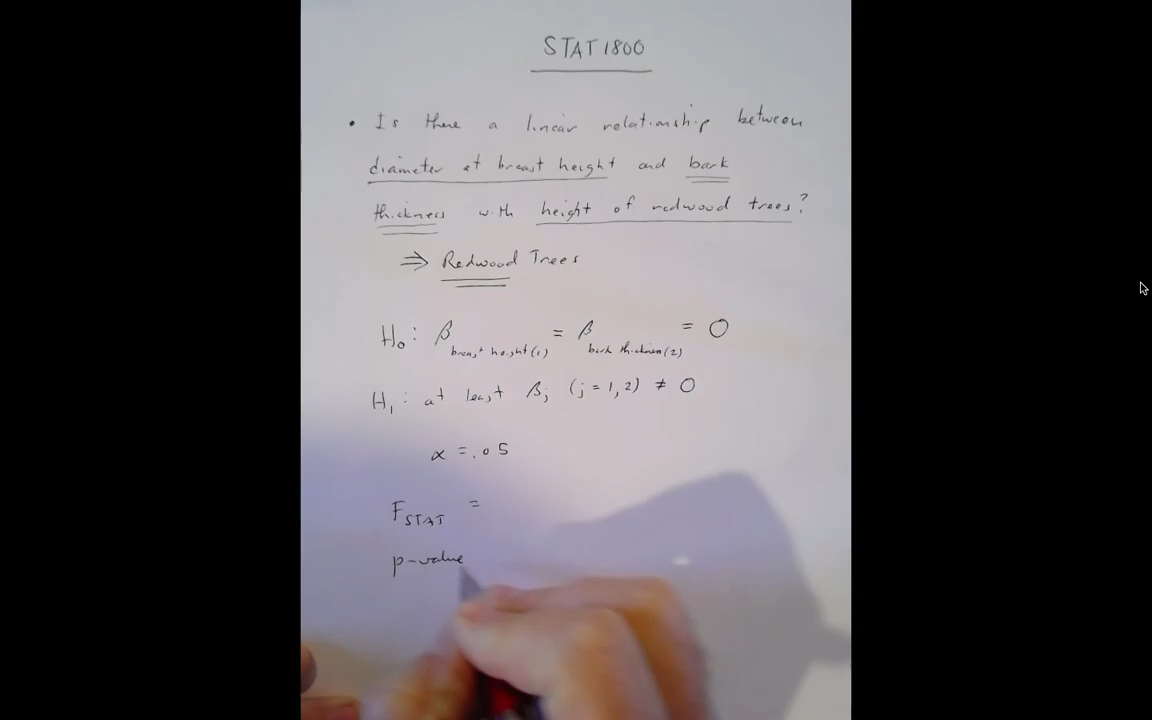 STAT 1800
• Is there a linear relationship between
diameter at breast height and bark
thickness with height of redwood trees?
⇒ Redwood Trees
H₀: β breast height (1) = β bark thickness (2) = 0
H₁: at least βj (j = 1, 2) ≠ 0
α = .05
F STAT =
p-value